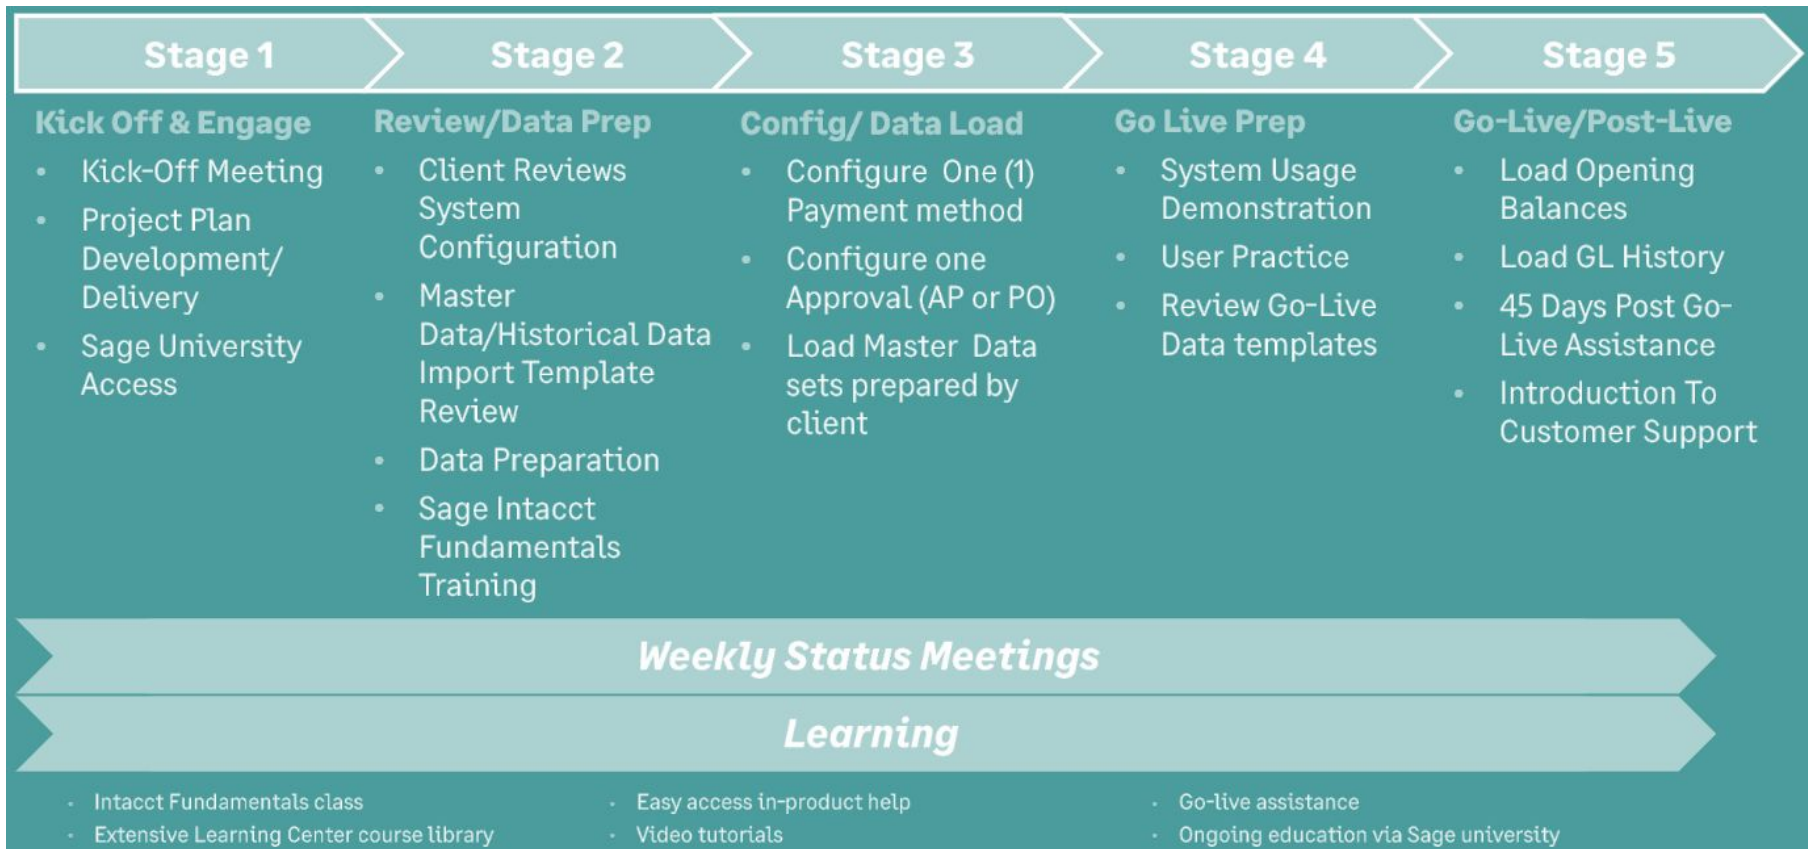 Stage 1
Stage 2
Stage 3
Stage 4
Stage 5
Kick Off & Engage
• Kick-Off Meeting
• Project Plan
Development/
Delivery
• Sage University
Access
Review/Data Prep
• Client Reviews
System
Configuration
• Master
Data/Historical Data
Import Template
Review
• Data Preparation
• Sage Intacct
Fundamentals
Training
Config/ Data Load
• Configure One (1)
Payment method
• Configure one
Approval (AP or PO)
• Load Master Data
sets prepared by
client
Go Live Prep
• System Usage
Demonstration
• User Practice
• Review Go-Live
Data templates
Go-Live/Post-Live
• Load Opening
Balances
• Load GL History
• 45 Days Post Go-
Live Assistance
• Introduction To
Customer Support
Weekly Status Meetings
Learning
• Intacct Fundamentals class
• Extensive Learning Center course library
• Easy access in-product help
• Video tutorials
• Go-live assistance
• Ongoing education via Sage university